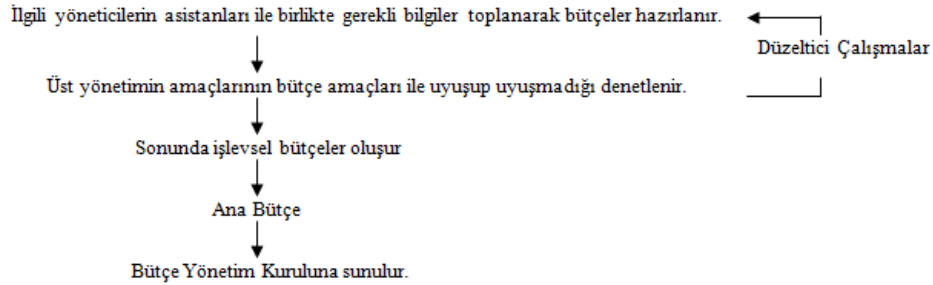 İlgili yöneticilerin asistanları ile birlikte gerekli bilgiler toplanarak bütçeler hazırlanır.
Düzeltici Çalışmalar
Üst yönetimin amaçlarının bütçe amaçları ile uyuşup uyuşmadığı denetlenir.
Sonunda işlevsel bütçeler oluşur
Ana Bütçe
Bütçe Yönetim Kuruluna sunulur.